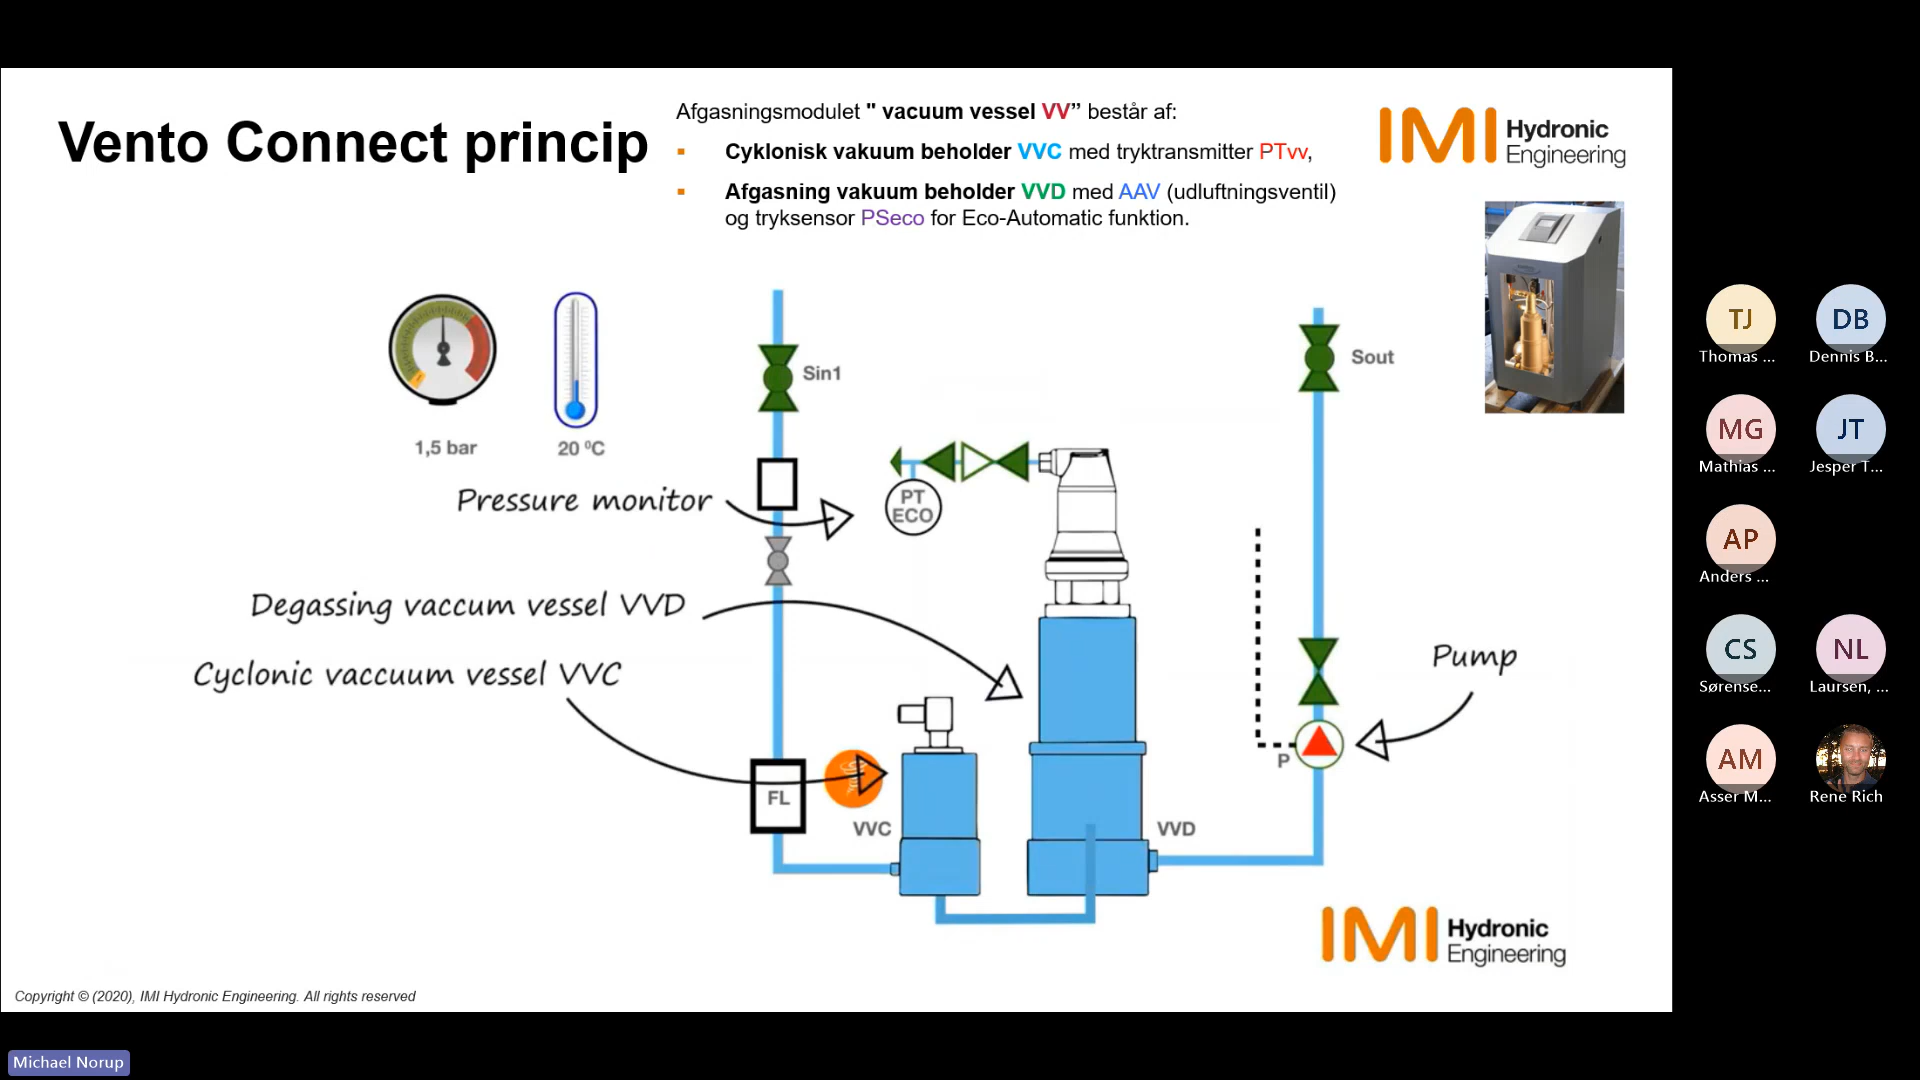 Vento Connect princip
Afgasningsmodulet " vacuum vessel VV” består af:
▪ Cyklonisk vakuum beholder VVC med tryktransmitter PTvv,
▪ Afgasning vakuum beholder VVD med AAV (udluftningsventil)
og tryksensor PSeco for Eco-Automatic funktion.
IMI Hydronic
Engineering
1,5 bar
20 ⁰C
Sin1
Sout
Pressure monitor
PT
ECO
Degassing vaccum vessel VVD
Cyclonic vaccuum vessel VVC
Pump
P
FL
VVC
VVD
IMI Hydronic
Engineering
Copyright © (2020), IMI Hydronic Engineering. All rights reserved
TJ
Thomas ...
DB
Dennis B...
MG
Mathias ...
JT
Jesper T...
AP
Anders ...
CS
Sørense...
NL
Laursen, ...
AM
Asser M...
Rene Rich
Michael Norup